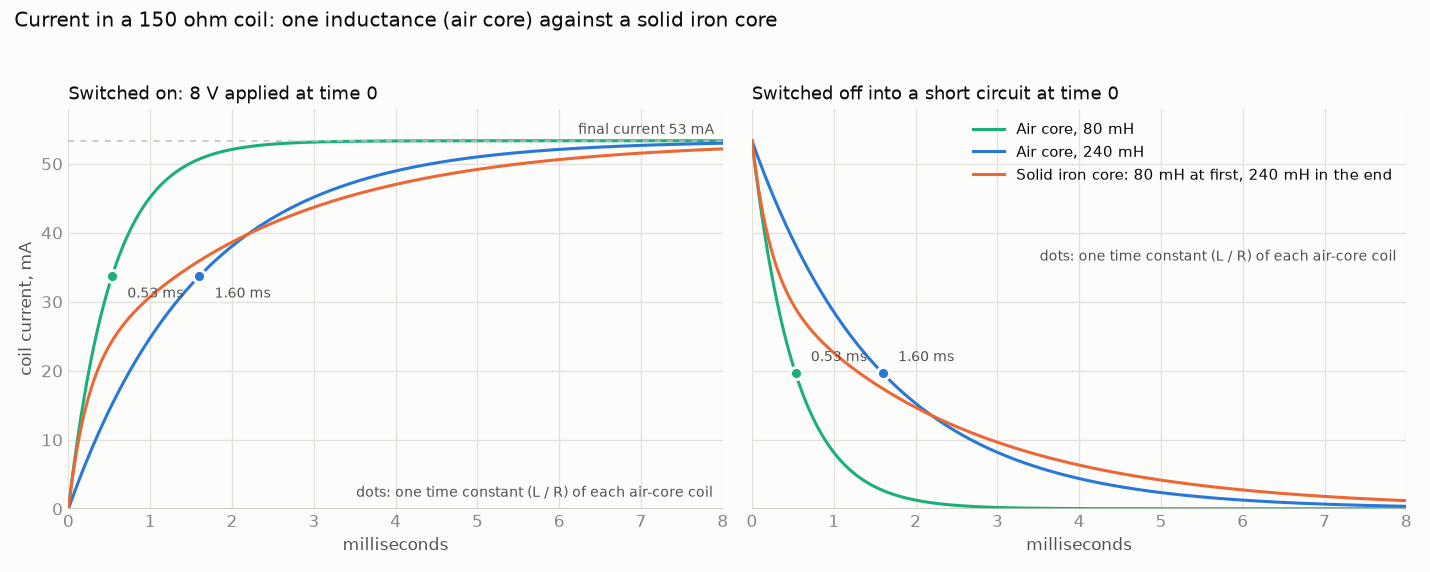 Current in a 150 ohm coil: one inductance (air core) against a solid iron core
Switched on: 8 V applied at time 0
final current 53 mA
50
40
30
20
10
0
coil current, mA
0.53 ms
1.60 ms
dots: one time constant (L / R) of each air-core coil
0 1 2 3 4 5 6 7 8
milliseconds
Switched off into a short circuit at time 0
Air core, 80 mH
Air core, 240 mH
Solid iron core: 80 mH at first, 240 mH in the end
dots: one time constant (L / R) of each air-core coil
0.53 ms
1.60 ms
0 1 2 3 4 5 6 7 8
milliseconds